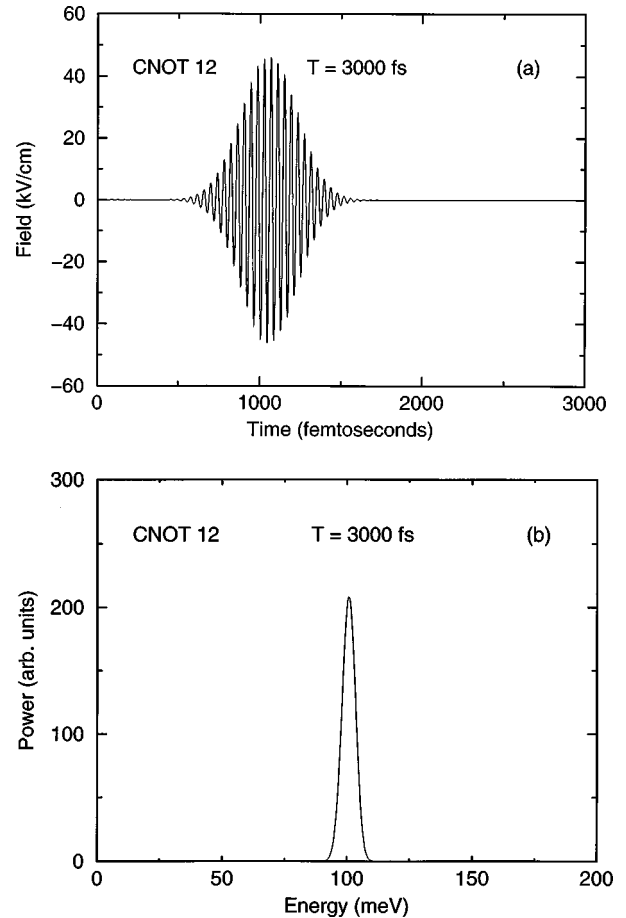 60
40
20
0
−20
−40
−60
Field (kV/cm)
CNOT 12 T = 3000 fs (a)
0 1000 2000 3000
Time (femtoseconds)
300
200
100
0
Power (arb. units)
CNOT 12 T = 3000 fs (b)
0 50 100 150 200
Energy (meV)